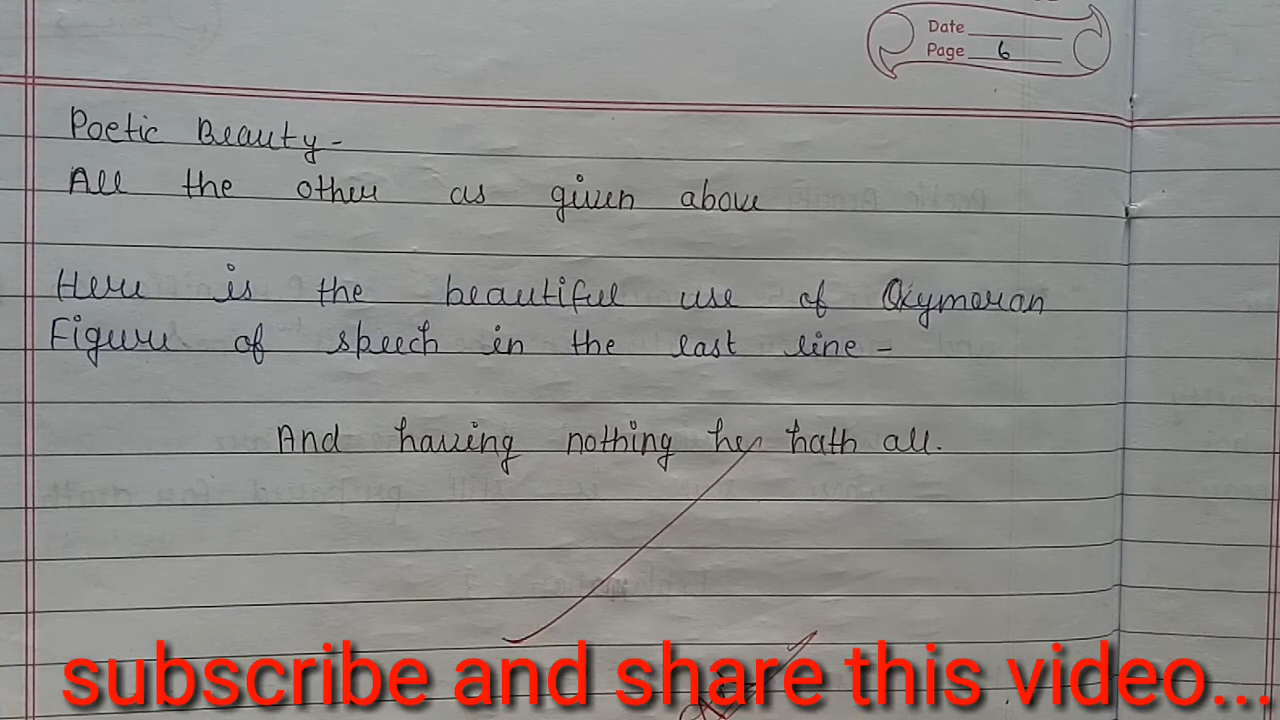 Date
Page 6
Poetic Beauty-
All the other as given above
Here is the beautiful use of Oxymoron
Figure of speech in the last line-
And having nothing he hath all.
subscribe and share this video...